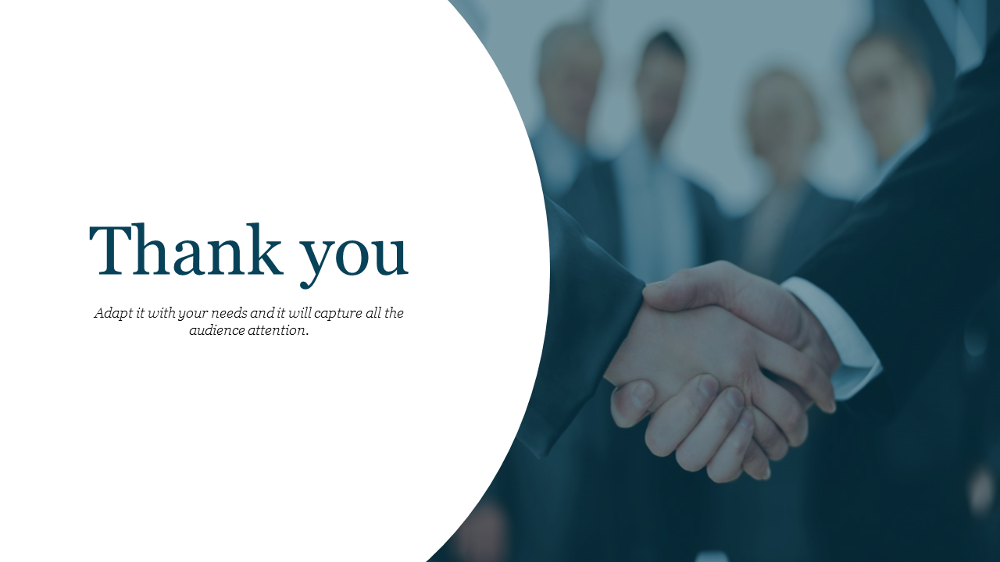 Thank you
Adapt it with your needs and it will capture all the
audience attention.